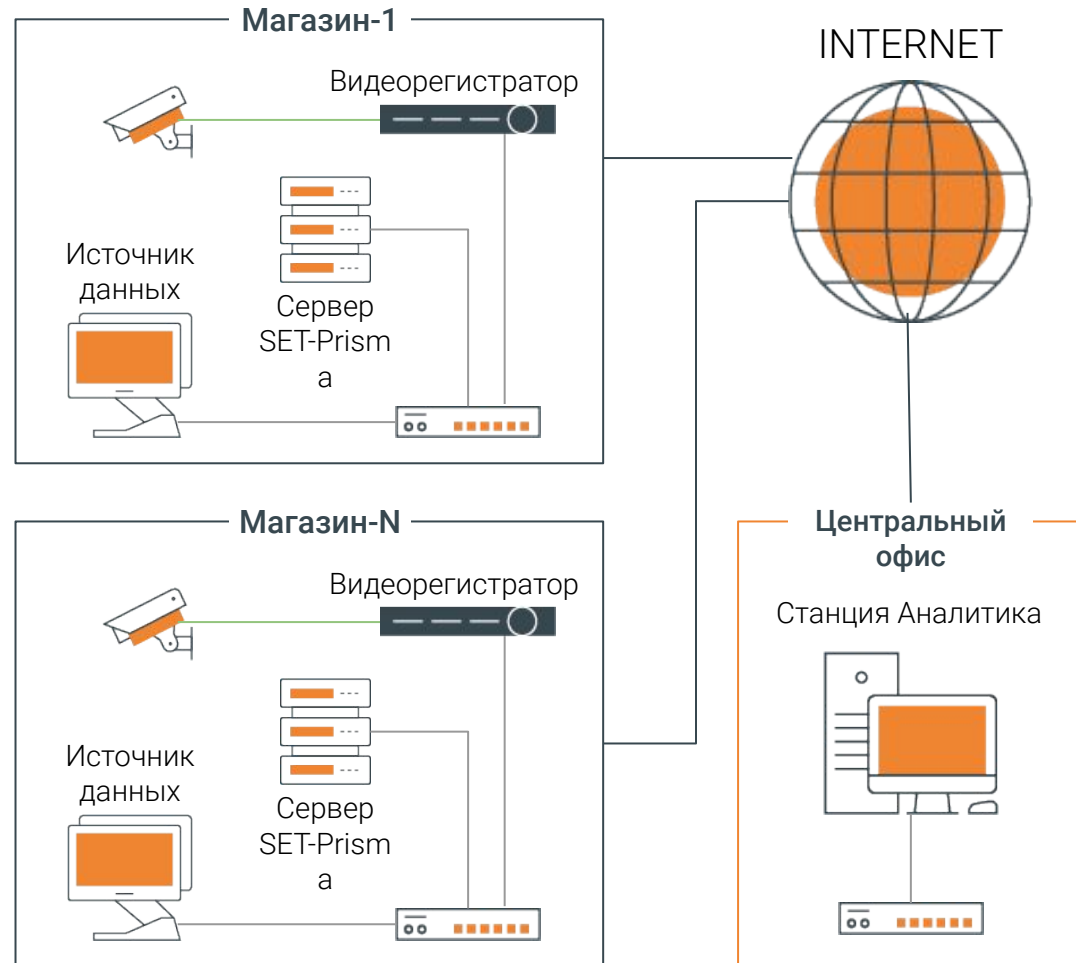 Магазин-1
INTERNET
Видеорегистратор
Источник
данных
Сервер
SET-Prism
а
Магазин-N
Центральный
офис
Видеорегистратор
Станция Аналитика
Источник
данных
Сервер
SET-Prism
а